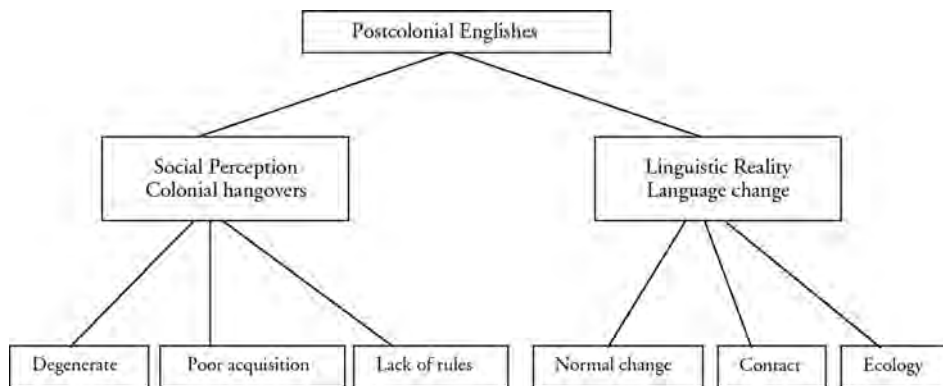 Postcolonial Englishes
Social Perception
Colonial hangovers
Linguistic Reality
Language change
Degenerate
Poor acquisition
Lack of rules
Normal change
Contact
Ecology